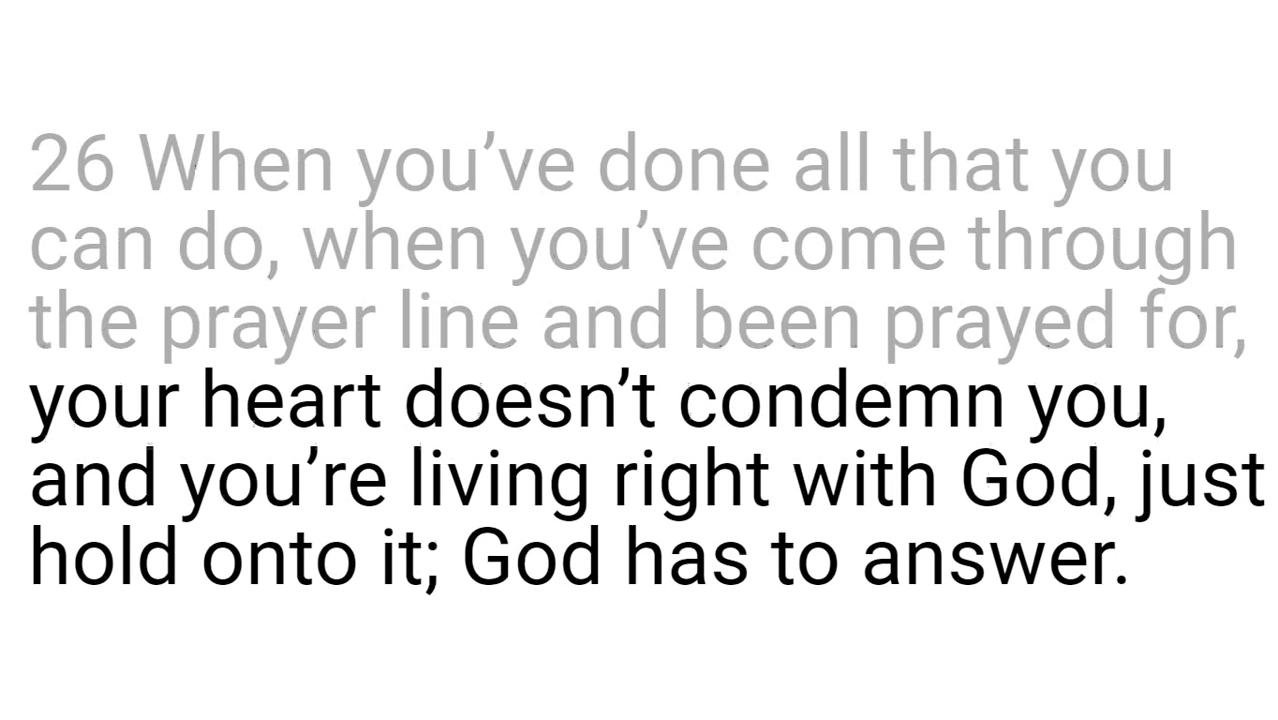 26 When you’ve done all that you
can do, when you’ve come through
the prayer line and been prayed for,
your heart doesn’t condemn you,
and you’re living right with God, just
hold onto it; God has to answer.